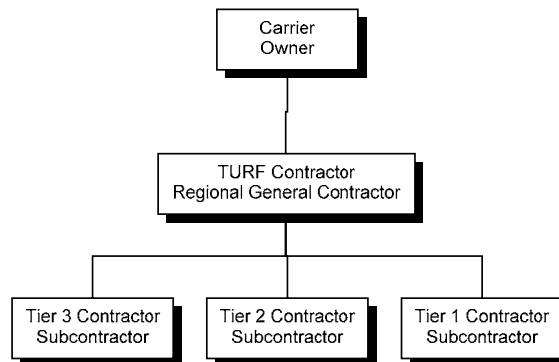 Carrier
Owner
TURF Contractor
Regional General Contractor
Tier 3 Contractor
Subcontractor
Tier 2 Contractor
Subcontractor
Tier 1 Contractor
Subcontractor